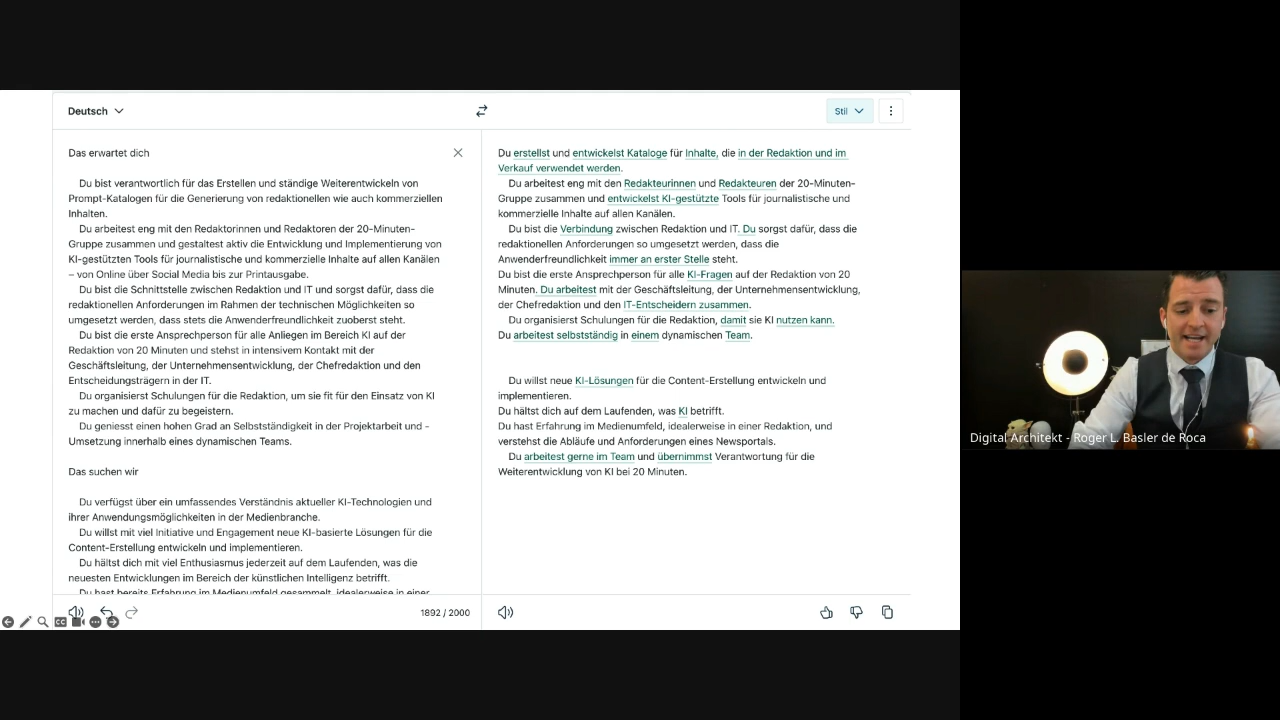 Deutsch
Stil
Das erwartet dich
Du bist verantwortlich für das Erstellen und ständige Weiterentwickeln von
Prompt-Katalogen für die Generierung von redaktionellen wie auch kommerziellen
Inhalten.
Du arbeitest eng mit den Redaktorinnen und Redaktoren der 20-Minuten-
Gruppe zusammen und gestaltest aktiv die Entwicklung und Implementierung von
KI-gestützten Tools für journalistische und kommerzielle Inhalte auf allen Kanälen
– von Online über Social Media bis zur Printausgabe.
Du bist die Schnittstelle zwischen Redaktion und IT und sorgst dafür, dass die
redaktionellen Anforderungen im Rahmen der technischen Möglichkeiten so
umgesetzt werden, dass stets die Anwenderfreundlichkeit zuoberst steht.
Du bist die erste Ansprechperson für alle Anliegen im Bereich KI auf der
Redaktion von 20 Minuten und stehst in intensivem Kontakt mit der
Geschäftsleitung, der Unternehmensentwicklung, der Chefredaktion und den
Entscheidungsträgern in der IT.
Du organisierst Schulungen für die Redaktion, um sie fit für den Einsatz von KI
zu machen und dafür zu begeistern.
Du geniesst einen hohen Grad an Selbstständigkeit in der Projektarbeit und -
Umsetzung innerhalb eines dynamischen Teams.
Das suchen wir
Du verfügst über ein umfassendes Verständnis aktueller KI-Technologien und
ihrer Anwendungsmöglichkeiten in der Medienbranche.
Du willst mit viel Initiative und Engagement neue KI-basierte Lösungen für die
Content-Erstellung entwickeln und implementieren.
Du hältst dich mit viel Enthusiasmus jederzeit auf dem Laufenden, was die
neuesten Entwicklungen im Bereich der künstlichen Intelligenz betrifft.
Du hast bereits Erfahrung im Medienumfeld gesammelt, idealerweise in einer
1892 / 2000
Du erstellst und entwickelst Kataloge für Inhalte, die in der Redaktion und im
Verkauf verwendet werden.
Du arbeitest eng mit den Redakteurinnen und Redakteuren der 20-Minuten-
Gruppe zusammen und entwickelst KI-gestützte Tools für journalistische und
kommerzielle Inhalte auf allen Kanälen.
Du bist die Verbindung zwischen Redaktion und IT. Du sorgst dafür, dass die
redaktionellen Anforderungen so umgesetzt werden, dass die
Anwenderfreundlichkeit immer an erster Stelle steht.
Du bist die erste Ansprechperson für alle KI-Fragen auf der Redaktion von 20
Minuten. Du arbeitest mit der Geschäftsleitung, der Unternehmensentwicklung,
der Chefredaktion und den IT-Entscheidern zusammen.
Du organisierst Schulungen für die Redaktion, damit sie KI nutzen kann.
Du arbeitest selbstständig in einem dynamischen Team.
Du willst neue KI-Lösungen für die Content-Erstellung entwickeln und
implementieren.
Du hältst dich auf dem Laufenden, was KI betrifft.
Du hast Erfahrung im Medienumfeld, idealerweise in einer Redaktion, und
verstehst die Abläufe und Anforderungen eines Newsportals.
Du arbeitest gerne im Team und übernimmst Verantwortung für die
Weiterentwicklung von KI bei 20 Minuten.
CC
Digital Architekt - Roger L. Basler de Roca